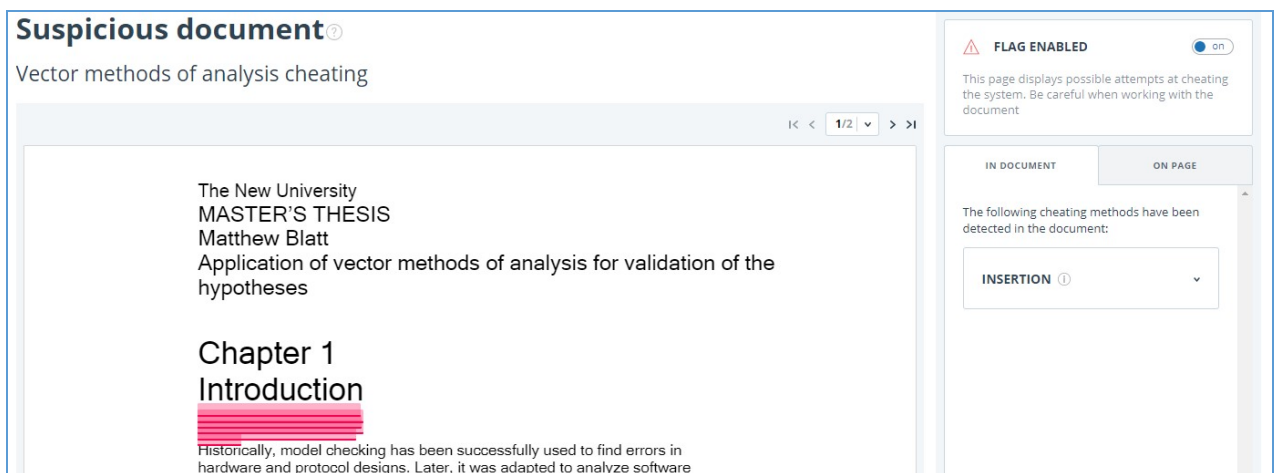 Suspicious document
Vector methods of analysis cheating
1/2
The New University
MASTER'S THESIS
Matthew Blatt
Application of vector methods of analysis for validation of the
hypotheses
Chapter 1
Introduction
Historically, model checking has been successfully used to find errors in
hardware and protocol designs. Later, it was adapted to analyze software
FLAG ENABLED
on
This page displays possible attempts at cheating
the system. Be careful when working with the
document
IN DOCUMENT
ON PAGE
The following cheating methods have been
detected in the document:
INSERTION